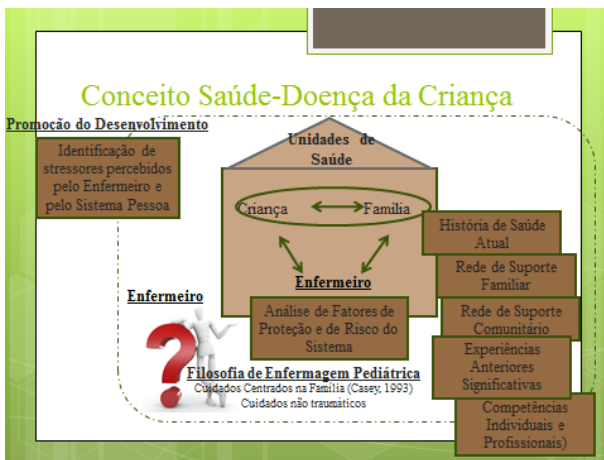 Conceito Saúde-Doença da Criança
Promoção do Desenvolvimento
Identificação de
stressores percebidos
pelo Enfermeiro e
pelo Sistema Pessoa
Unidades de
Saúde
Criança
Família
Enfermeiro
Análise de Fatores de
Proteção e de Risco do
Sistema
História de Saúde
Atual
Rede de Suporte
Familiar
Rede de Suporte
Comunitário
Experiências
Anteriores
Significativas
Competências
Individuais e
Profissionais)
Enfermeiro
Filosofia de Enfermagem Pediátrica
Cuidados Centrados na Família (Casey, 1993)
Cuidados não traumáticos